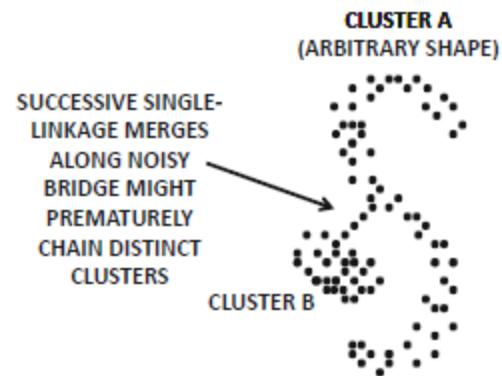 CLUSTER A
(ARBITRARY SHAPE)
SUCCESSIVE SINGLE-
LINKAGE MERGES
ALONG NOISY
BRIDGE MIGHT
PREMATURELY
CHAIN DISTINCT
CLUSTERS
CLUSTER B